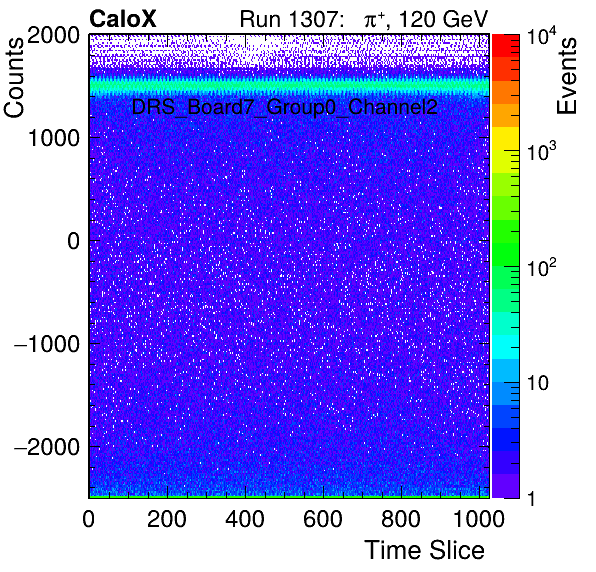 CaloX Run 1307: π⁺, 120 GeV
Counts
Events
DRS_Board7_Group0_Channel2
2000
1000
0
−1000
−2000
0 200 400 600 800 1000
Time Slice
10⁴
10³
10²
10
1